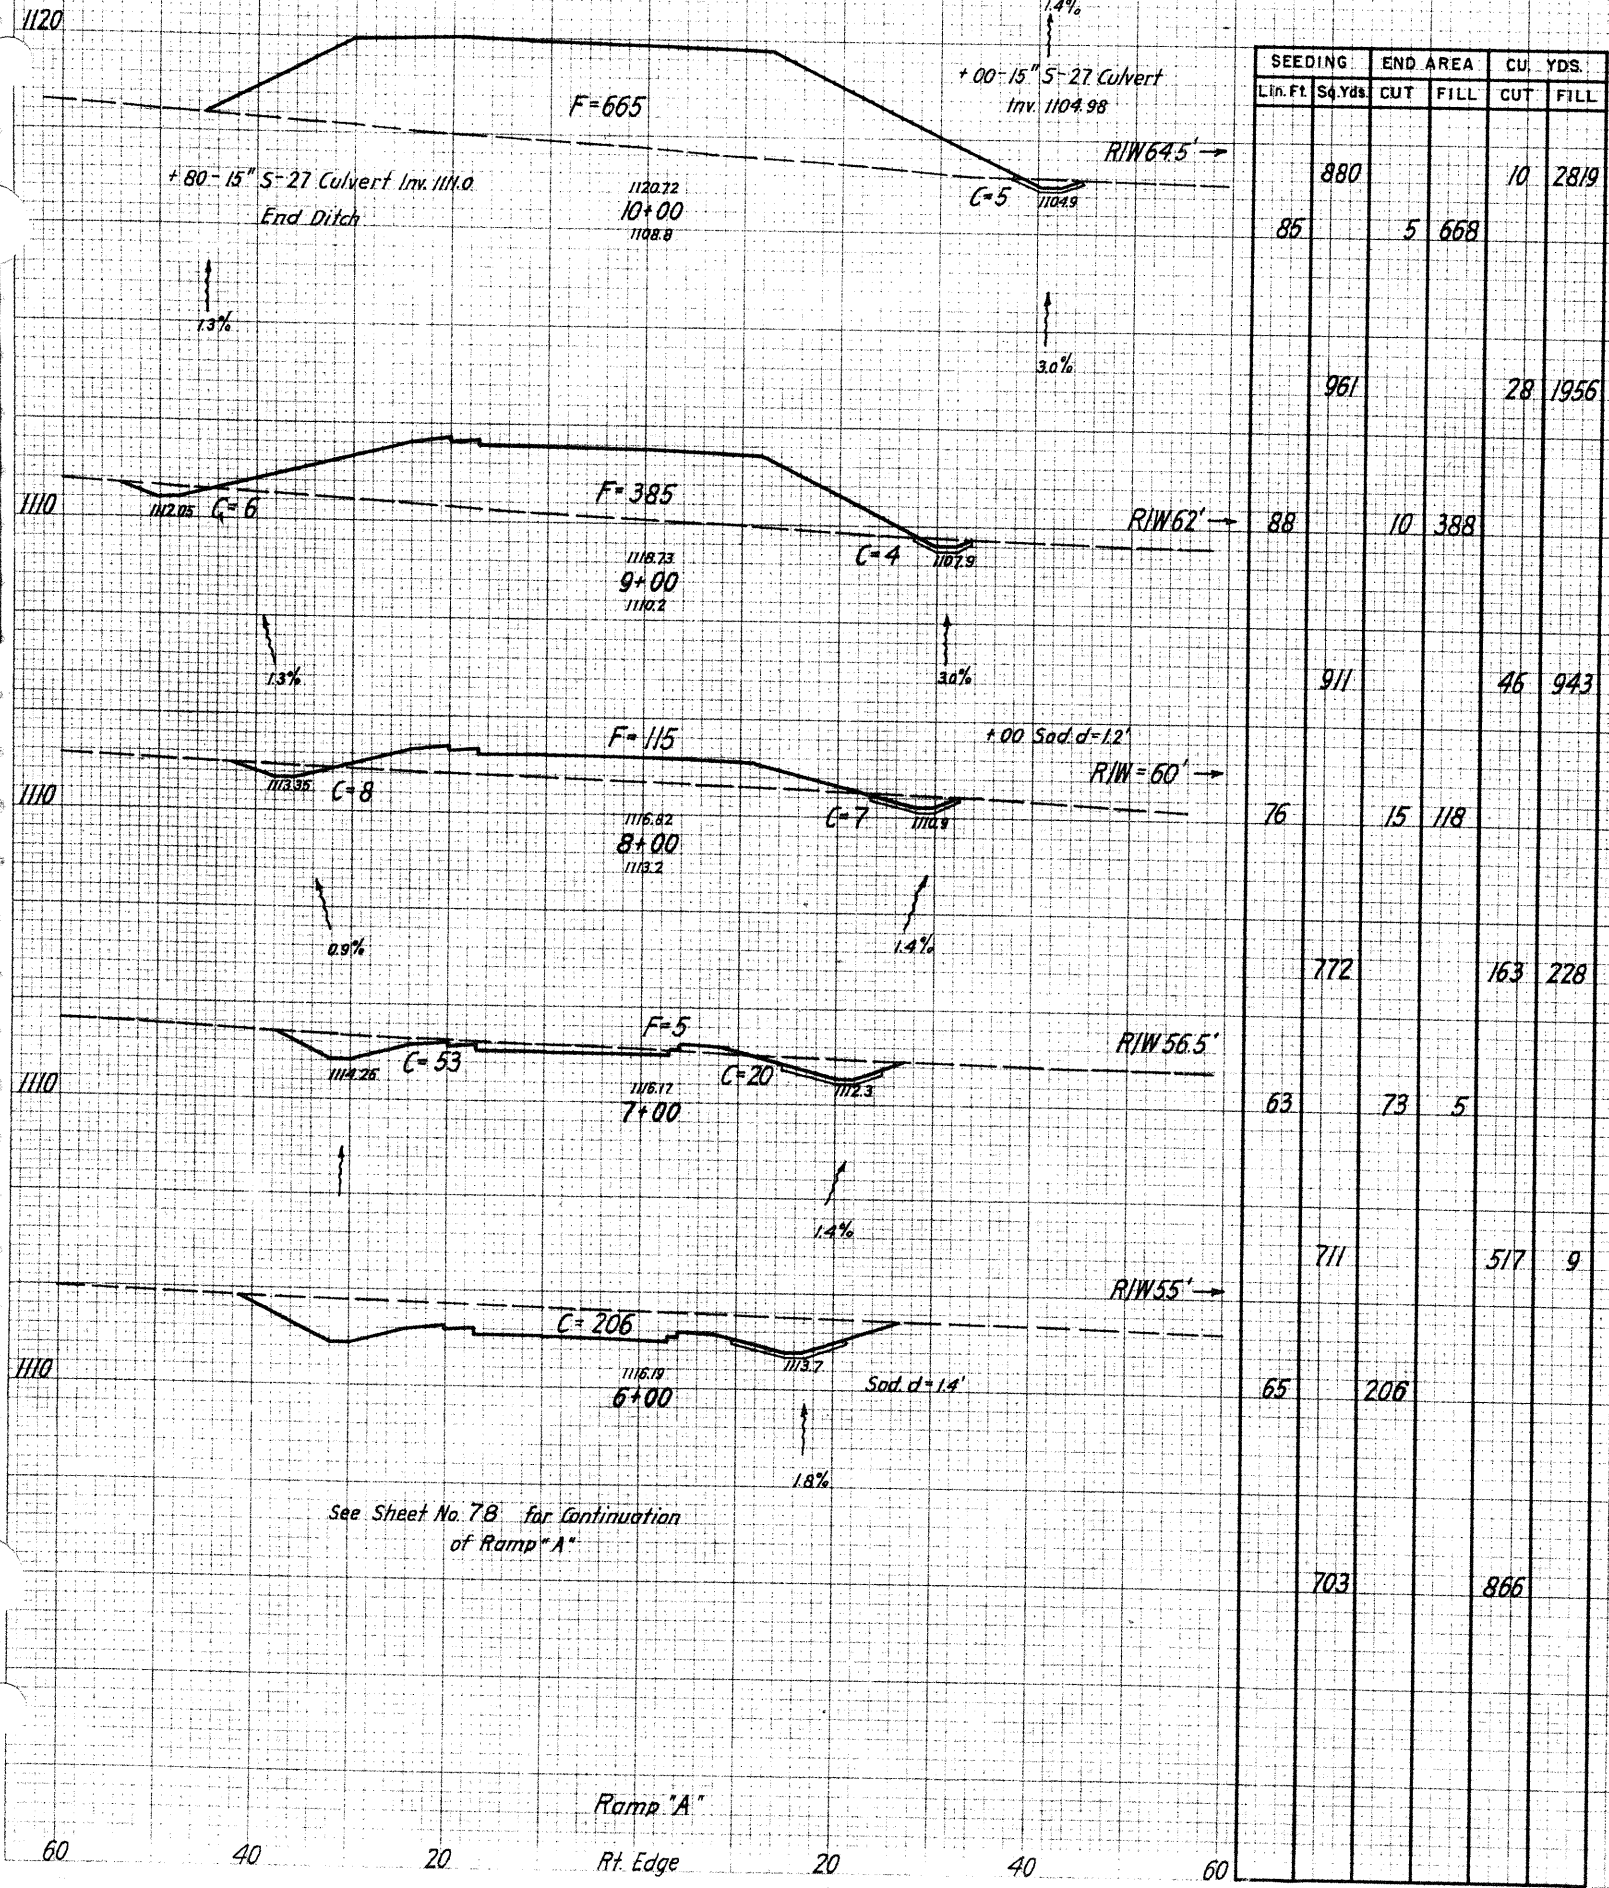 1120
1.4%
+00-15" S-27 Culvert
Inv. 1104.98
F=665
R/W 64.5' →
+80-15" S-27 Culvert Inv. 1111.0
End Ditch
1120.72
10+00
1108.8
C=5
1104.9
1.3%
3.0%
1110
1112.05
C=6
F=385
R/W 62' →
1118.73
9+00
1110.2
C=4
1107.9
1.3%
3.0%
F=115
+00 Sod. d=1.2'
R/W = 60' →
1110
1113.35
C=8
1116.82
8+00
1113.2
C=7
1110.9
0.9%
1.4%
F=5
R/W 56.5'
1110
1114.26
C=53
1116.17
7+00
C=20
1112.3
1.4%
R/W 55' →
C=206
1110
1116.19
6+00
1113.7
Sod. d=1.4'
1.8%
See Sheet No. 78 for Continuation
of Ramp "A"
Ramp "A"
60 40 20 Rt. Edge 20 40 60
SEEDING END AREA CU. YDS.
Lin. Ft. Sq. Yds. CUT FILL CUT FILL
880 10 2819
85 5 668
961 28 1956
88 10 388
911 46 943
76 15 118
772 163 228
63 73 5
711 517 9
65 206
703 866